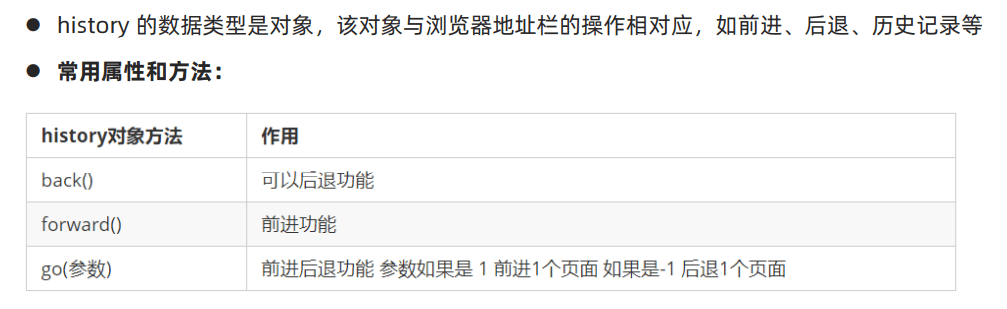 ● history 的数据类型是对象，该对象与浏览器地址栏的操作相对应，如前进、后退、历史记录等
● 常用属性和方法：
history对象方法 作用
back() 可以后退功能
forward() 前进功能
go(参数) 前进后退功能 参数如果是 1 前进1个页面 如果是-1 后退1个页面